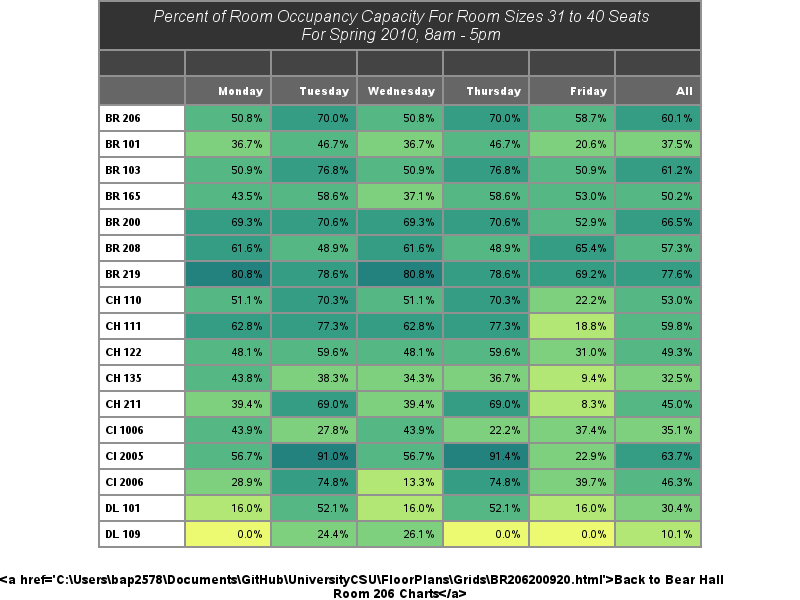 Percent of Room Occupancy Capacity For Room Sizes 31 to 40 Seats
For Spring 2010, 8am - 5pm
Monday Tuesday Wednesday Thursday Friday All
BR 206 50.8% 70.0% 50.8% 70.0% 58.7% 60.1%
BR 101 36.7% 46.7% 36.7% 46.7% 20.6% 37.5%
BR 103 50.9% 76.8% 50.9% 76.8% 50.9% 61.2%
BR 165 43.5% 58.6% 37.1% 58.6% 53.0% 50.2%
BR 200 69.3% 70.6% 69.3% 70.6% 52.9% 66.5%
BR 208 61.6% 48.9% 61.6% 48.9% 65.4% 57.3%
BR 219 80.8% 78.6% 80.8% 78.6% 69.2% 77.6%
CH 110 51.1% 70.3% 51.1% 70.3% 22.2% 53.0%
CH 111 62.8% 77.3% 62.8% 77.3% 18.8% 59.8%
CH 122 48.1% 59.6% 48.1% 59.6% 31.0% 49.3%
CH 135 43.8% 38.3% 34.3% 36.7% 9.4% 32.5%
CH 211 39.4% 69.0% 39.4% 69.0% 8.3% 45.0%
CI 1006 43.9% 27.8% 43.9% 22.2% 37.4% 35.1%
CI 2005 56.7% 91.0% 56.7% 91.4% 22.9% 63.7%
CI 2006 28.9% 74.8% 13.3% 74.8% 39.7% 46.3%
DL 101 16.0% 52.1% 16.0% 52.1% 16.0% 30.4%
DL 109 0.0% 24.4% 26.1% 0.0% 0.0% 10.1%
<a href='C:\Users\bap2578\Documents\GitHub\UniversityCSU\FloorPlans\Grids\BR206200920.html'>Back to Bear Hall
Room 206 Charts</a>